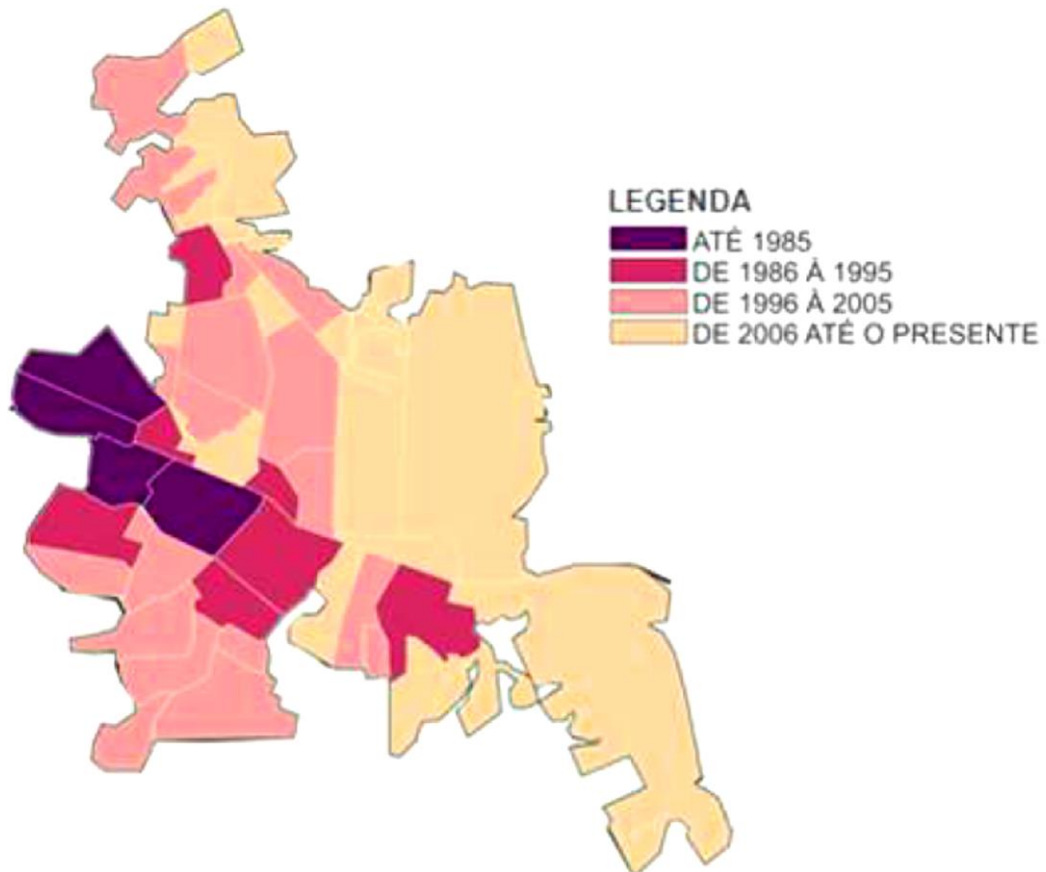 LEGENDA
ATÉ 1985
DE 1986 À 1995
DE 1996 À 2005
DE 2006 ATÉ O PRESENTE